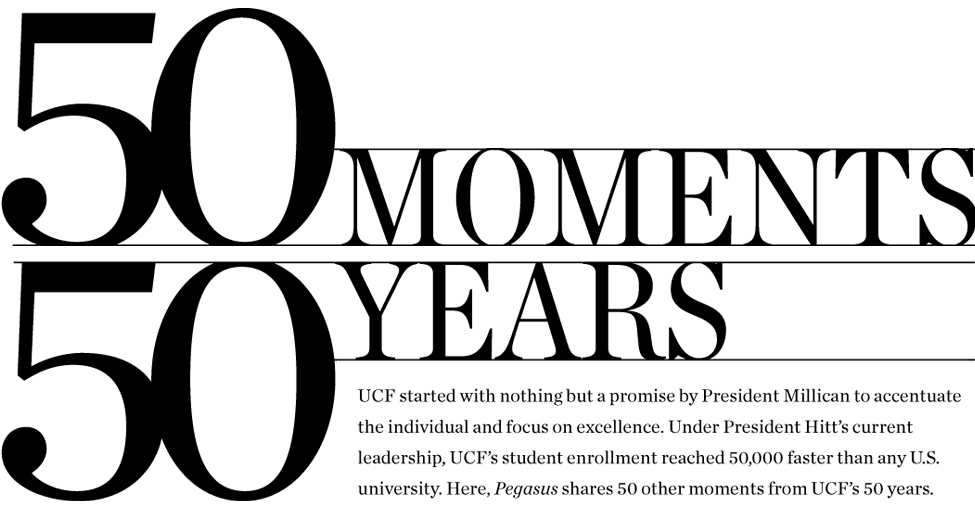 50 MOMENTS
50 YEARS
UCF started with nothing but a promise by President Millican to accentuate
the individual and focus on excellence. Under President Hitt’s current
leadership, UCF’s student enrollment reached 50,000 faster than any U.S.
university. Here, Pegasus shares 50 other moments from UCF’s 50 years.